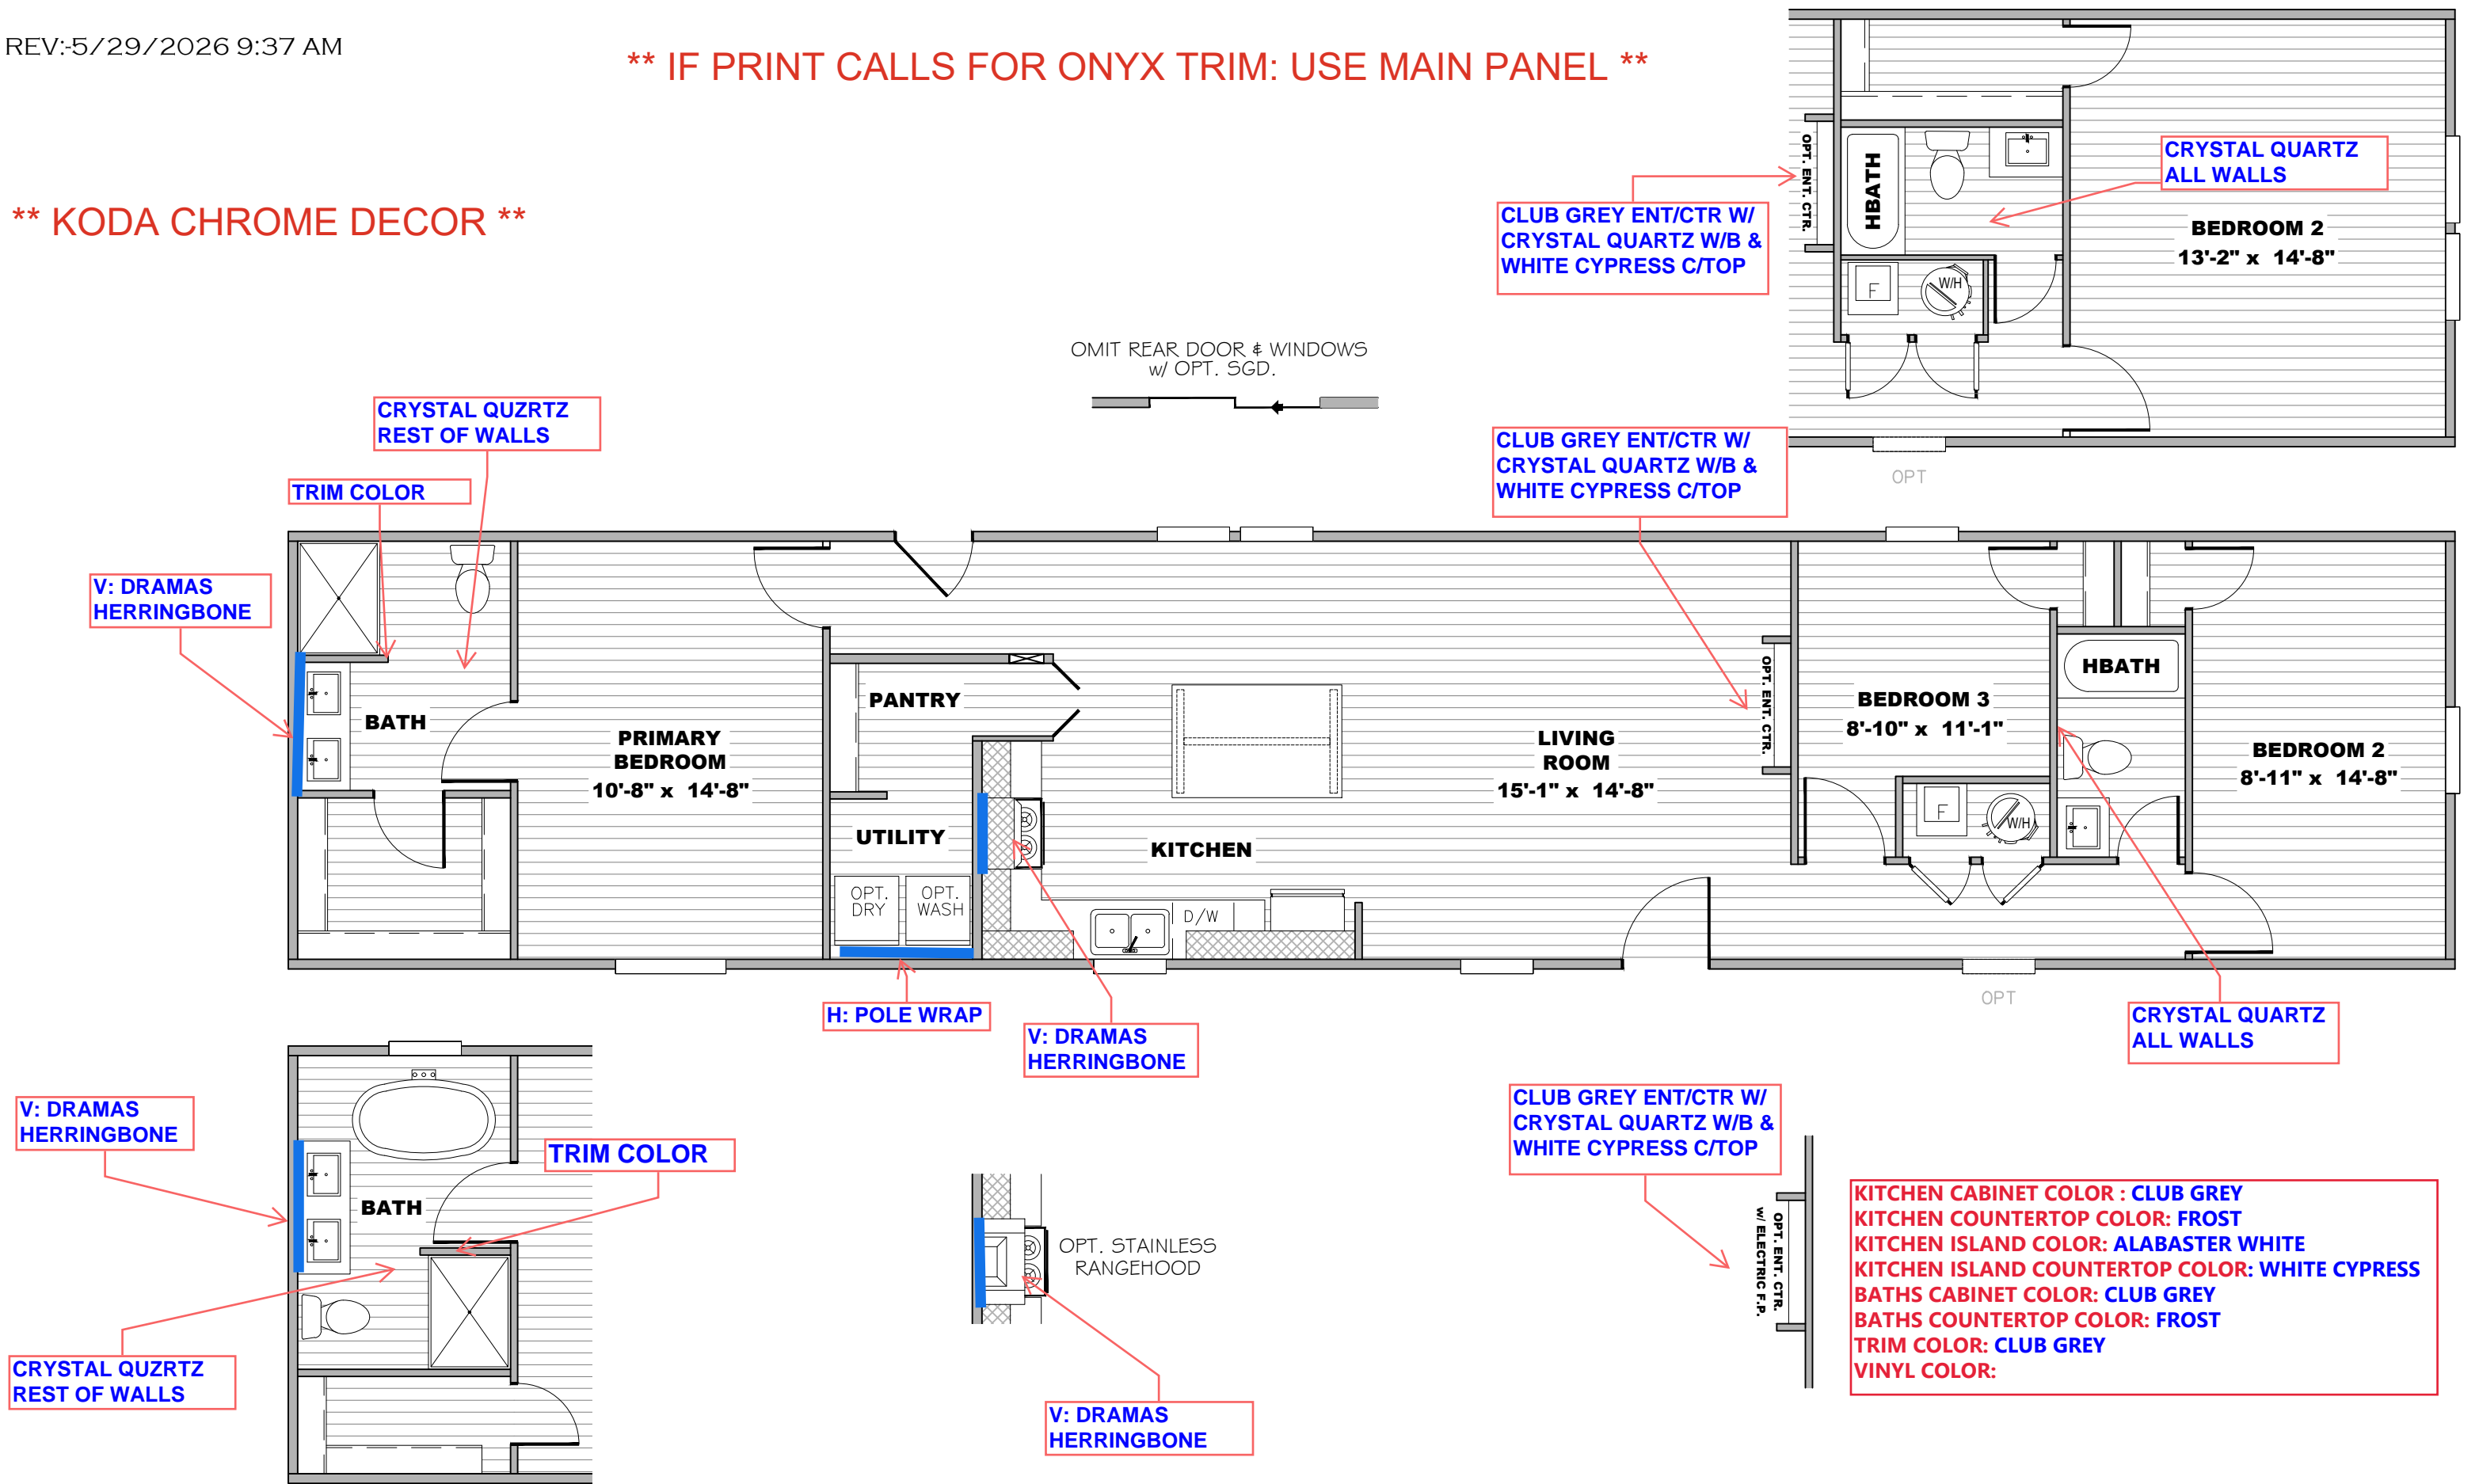 REV:-5/29/2026 9:37 AM
** IF PRINT CALLS FOR ONYX TRIM: USE MAIN PANEL **
** KODA CHROME DECOR **
OPT. ENT. CTR.
HBATH
CRYSTAL QUARTZ
ALL WALLS
CLUB GREY ENT/CTR W/
CRYSTAL QUARTZ W/B &
WHITE CYPRESS C/TOP
BEDROOM 2
13'-2" x 14'-8"
F
W/H
OPT
OMIT REAR DOOR & WINDOWS
w/ OPT. SGD.
CRYSTAL QUZRTZ
REST OF WALLS
TRIM COLOR
CLUB GREY ENT/CTR W/
CRYSTAL QUARTZ W/B &
WHITE CYPRESS C/TOP
V: DRAMAS
HERRINGBONE
BATH
PRIMARY
BEDROOM
10'-8" x 14'-8"
PANTRY
UTILITY
OPT.
DRY
OPT.
WASH
KITCHEN
D/W
LIVING
ROOM
15'-1" x 14'-8"
OPT. ENT. CTR.
BEDROOM 3
8'-10" x 11'-1"
F
W/H
HBATH
BEDROOM 2
8'-11" x 14'-8"
OPT
H: POLE WRAP
V: DRAMAS
HERRINGBONE
CRYSTAL QUARTZ
ALL WALLS
V: DRAMAS
HERRINGBONE
TRIM COLOR
BATH
CRYSTAL QUZRTZ
REST OF WALLS
OPT. STAINLESS
RANGEHOOD
V: DRAMAS
HERRINGBONE
CLUB GREY ENT/CTR W/
CRYSTAL QUARTZ W/B &
WHITE CYPRESS C/TOP
OPT. ENT. CTR.
w/ ELECTRIC F.P.
KITCHEN CABINET COLOR : CLUB GREY
KITCHEN COUNTERTOP COLOR: FROST
KITCHEN ISLAND COLOR: ALABASTER WHITE
KITCHEN ISLAND COUNTERTOP COLOR: WHITE CYPRESS
BATHS CABINET COLOR: CLUB GREY
BATHS COUNTERTOP COLOR: FROST
TRIM COLOR: CLUB GREY
VINYL COLOR: